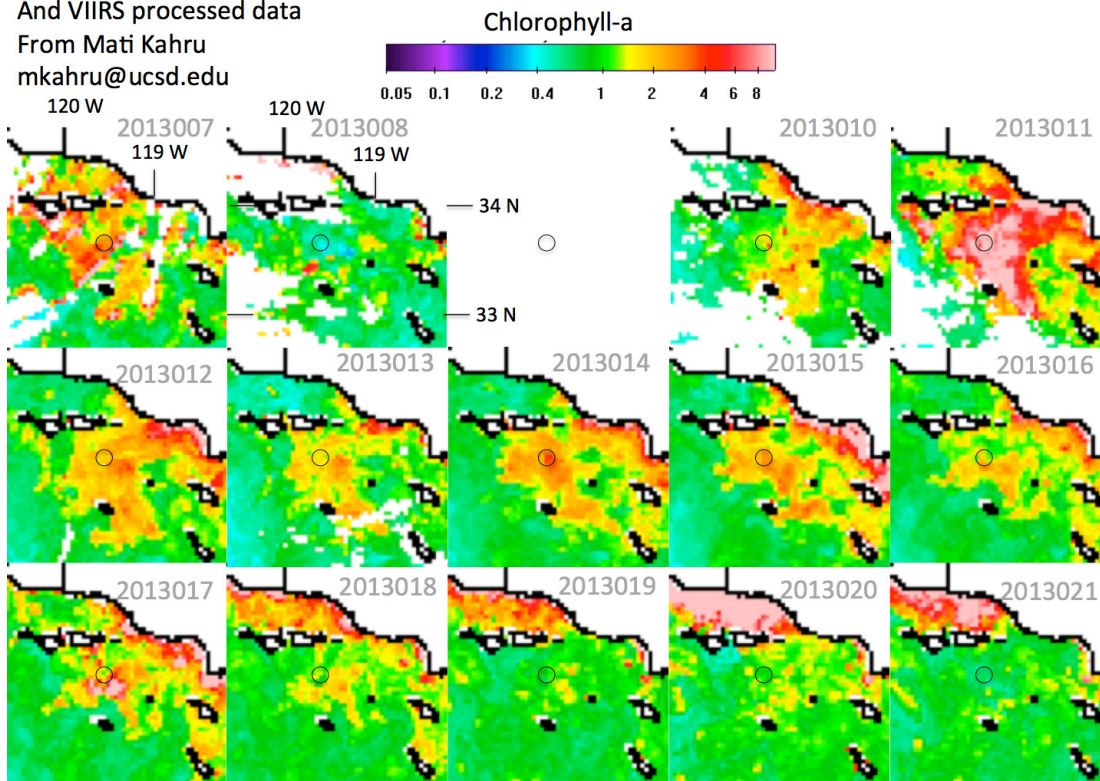 And VIIRS processed data
From Mati Kahru
mkahru@ucsd.edu
Chlorophyll-a
0.05 0.1 0.2 0.4 1 2 4 6 8
120 W
120 W
2013007
2013008
2013010
2013011
119 W
119 W
34 N
33 N
2013012
2013013
2013014
2013015
2013016
2013017
2013018
2013019
2013020
2013021